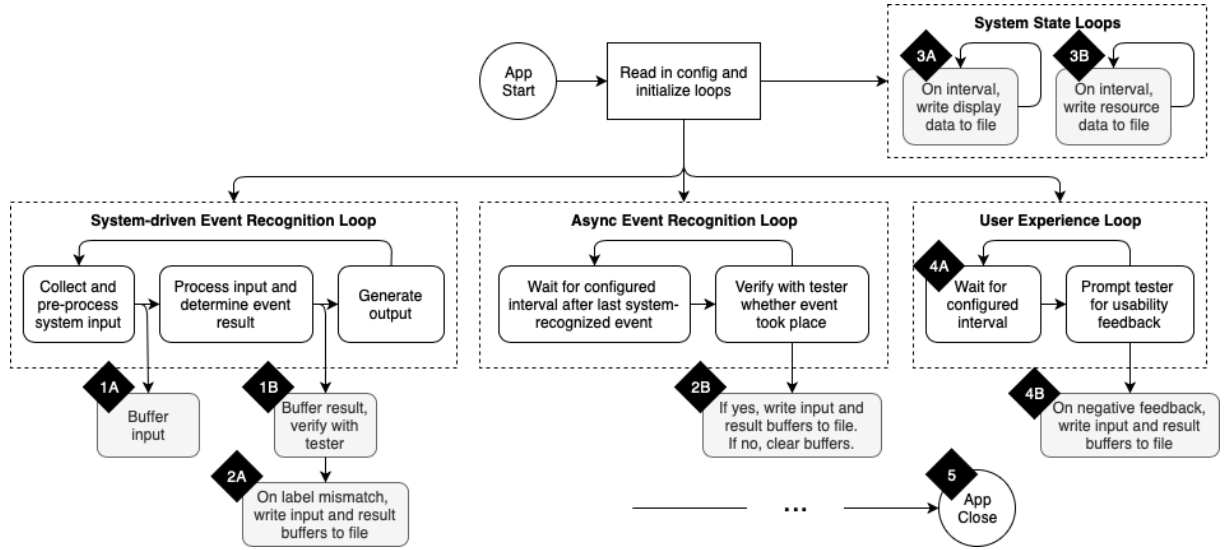 System State Loops
3A
3B
App
Start
Read in config and
initialize loops
On interval,
write display
data to file
On interval,
write resource
data to file
System-driven Event Recognition Loop
Collect and
pre-process
system input
Process input and
determine event
result
Generate
output
1A
Buffer
input
1B
Buffer result,
verify with
tester
2A
On label mismatch,
write input and result
buffers to file
Async Event Recognition Loop
Wait for configured
interval after last system-
recognized event
Verify with tester
whether event
took place
2B
If yes, write input and
result buffers to file.
If no, clear buffers.
User Experience Loop
4A
Wait for
configured
interval
Prompt tester
for usability
feedback
4B
On negative feedback,
write input and result
buffers to file
...
5
App
Close